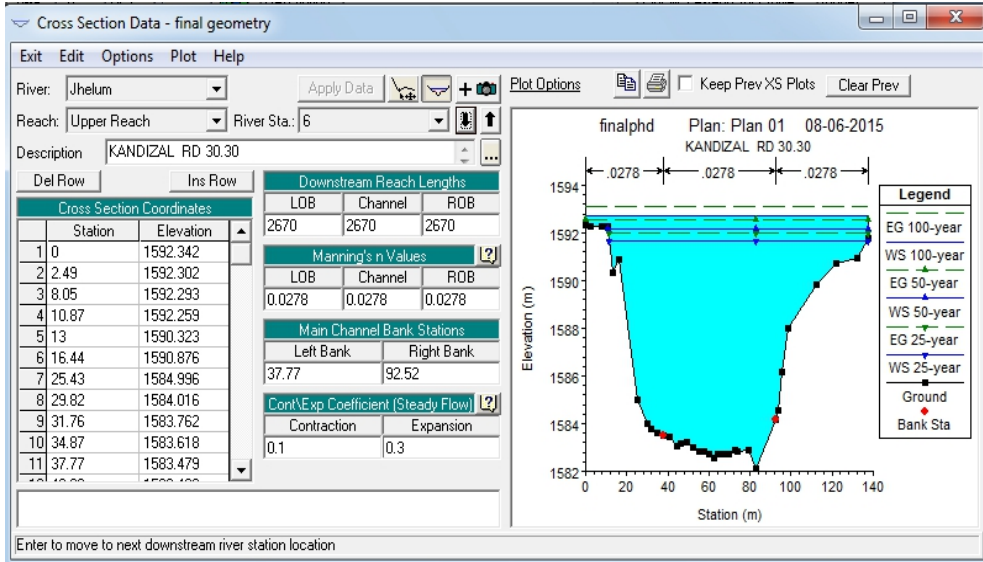 Cross Section Data - final geometry
Exit Edit Options Plot Help
River: Jhelum Apply Data
Reach: Upper Reach River Sta.: 6
Description KANDIZAL RD 30.30 ...
Del Row Ins Row
Cross Section Coordinates
Station Elevation
1 0 1592.342
2 2.49 1592.302
3 8.05 1592.293
4 10.87 1592.259
5 13 1590.323
6 16.44 1590.876
7 25.43 1584.996
8 29.82 1584.016
9 31.76 1583.762
10 34.87 1583.618
11 37.77 1583.479
Downstream Reach Lengths
LOB Channel ROB
2670 2670 2670
Manning's n Values ?
LOB Channel ROB
0.0278 0.0278 0.0278
Main Channel Bank Stations
Left Bank Right Bank
37.77 92.52
Cont\Exp Coefficient (Steady Flow) ?
Contraction Expansion
0.1 0.3
Plot Options Keep Prev XS Plots Clear Prev
finalphd Plan: Plan 01 08-06-2015
KANDIZAL RD 30.30
.0278 .0278 .0278
1594
1592
1590
1588
1586
1584
1582
Elevation (m)
0 20 40 60 80 100 120 140
Station (m)
Legend
EG 100-year
WS 100-year
EG 50-year
WS 50-year
EG 25-year
WS 25-year
Ground
Bank Sta
Enter to move to next downstream river station location